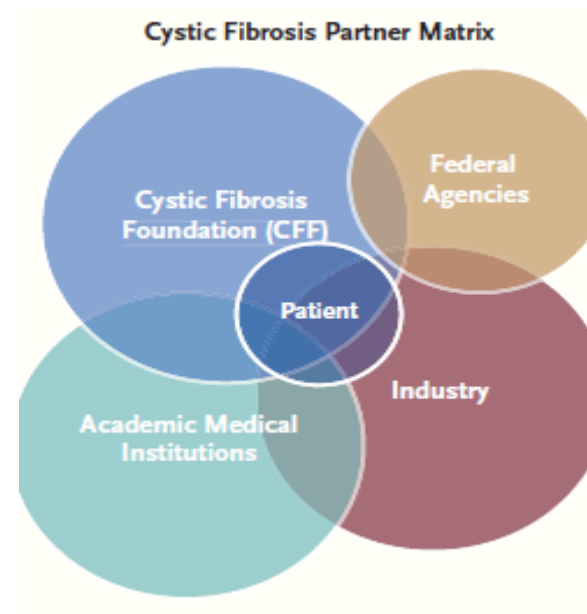 Cystic Fibrosis Partner Matrix
Federal
Agencies
Cystic Fibrosis
Foundation (CFF)
Patient
Industry
Academic Medical
Institutions